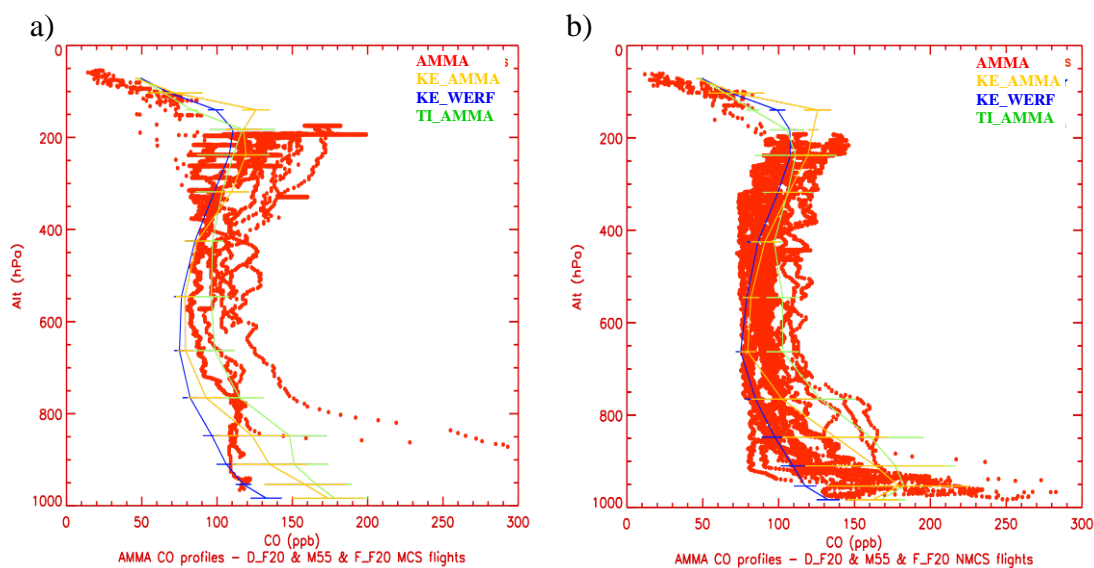 a)
0
200
400
600
800
1000
Alt (hPa)
AMMA s
KE_AMMA
KE_WERF
TI_AMMA
0 50 100 150 200 250 300
CO (ppb)
AMMA CO profiles – D_F20 & M55 & F_F20 MCS flights
b)
0
200
400
600
800
1000
Alt (hPa)
AMMA s
KE_AMMA
KE_WERF
TI_AMMA
0 50 100 150 200 250 300
CO (ppb)
AMMA CO profiles – D_F20 & M55 & F_F20 NMCS flights